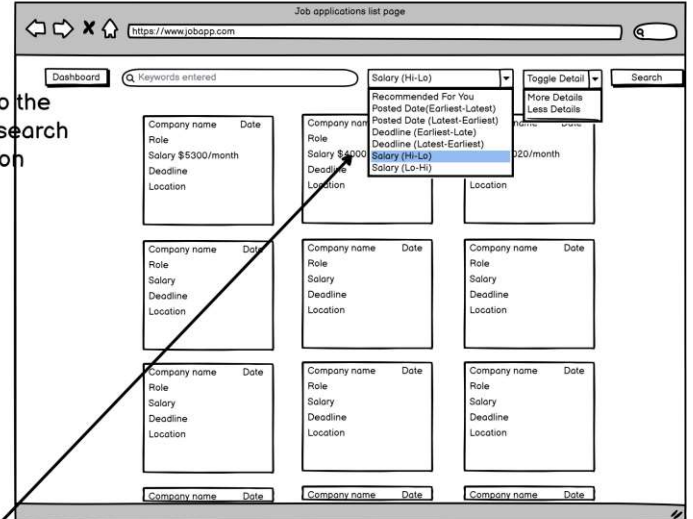 Job applications list page
https://www.jobapp.com
Dashboard
Keywords entered
Salary (Hi-Lo)
Toggle Detail
Search
Recommended For You
Posted Date(Earliest-Latest)
Posted Date (Latest-Earliest)
Deadline (Earliest-Late)
Deadline (Latest-Earliest)
Salary (Hi-Lo)
Salary (Lo-Hi)
More Details
Less Details
the
search
on
Company name Date
Role
Salary $5300/month
Deadline
Location
Company
Role
Salary $4000
Deadline
Location
name Date
020/month
Location
Company name Date
Role
Salary
Deadline
Location
Company name Date
Role
Salary
Deadline
Location
Company name Date
Role
Salary
Deadline
Location
Company name Date
Role
Salary
Deadline
Location
Company name Date
Role
Salary
Deadline
Location
Company name Date
Role
Salary
Deadline
Location
Company name Date
Company name Date
Company name Date